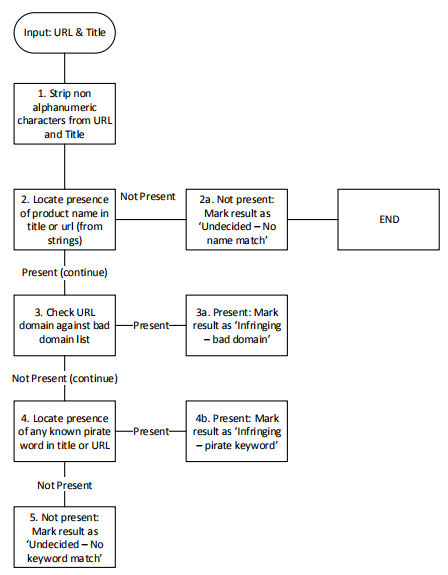 Input: URL & Title
1. Strip non
alphanumeric
characters from URL
and Title
2. Locate presence
of product name in
title or url (from
strings)
Not Present
2a. Not present:
Mark result as
‘Undecided – No
name match’
END
Present (continue)
3. Check URL
domain against bad
domain list
Present
3a. Present: Mark
result as ‘Infringing
– bad domain’
Not Present (continue)
4. Locate presence
of any known pirate
word in title or URL
Present
4b. Present: Mark
result as ‘Infringing
– pirate keyword’
Not Present
5. Not present:
Mark result as
‘Undecided – No
keyword match’